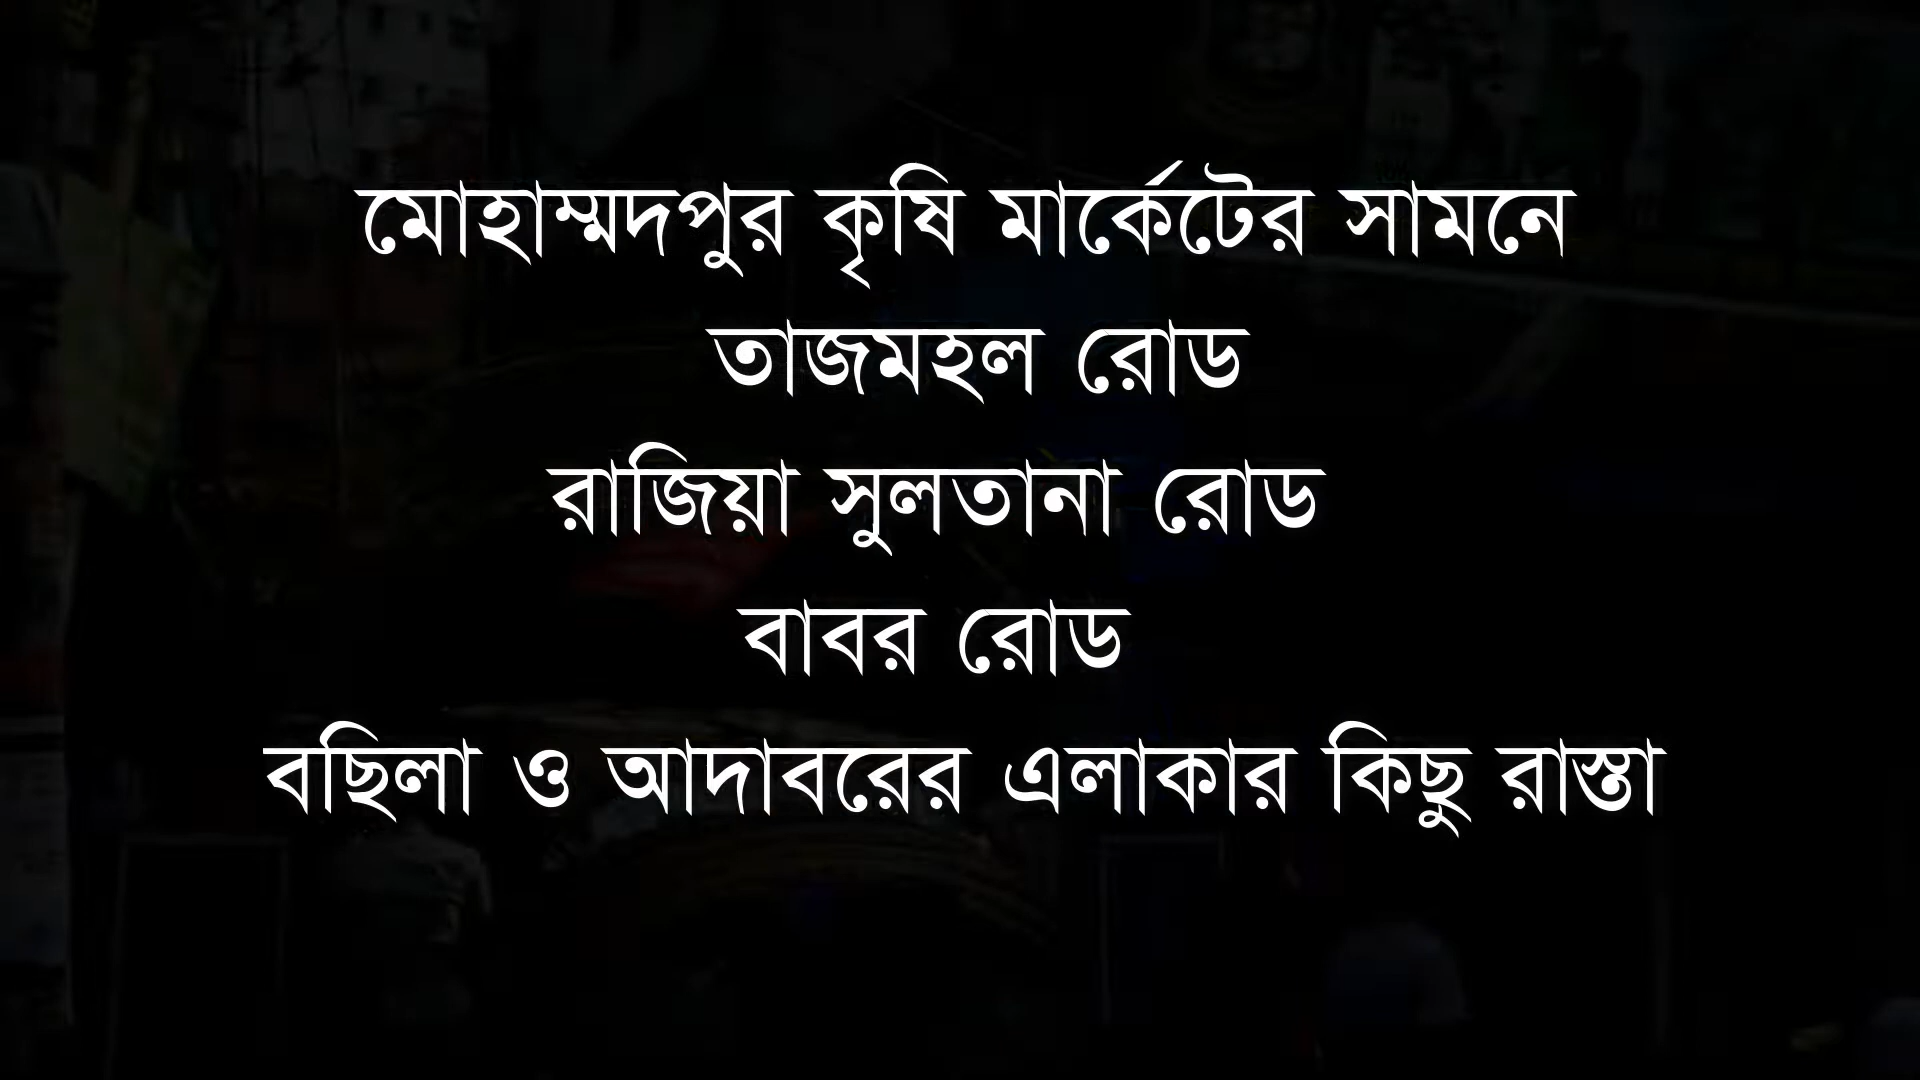 মোহাম্মদপুর কৃষি মার্কেটের সামনে
তাজমহল রোড
রাজিয়া সুলতানা রোড
বাবর রোড
বছিলা ও আদাবরের এলাকার কিছু রাস্তা